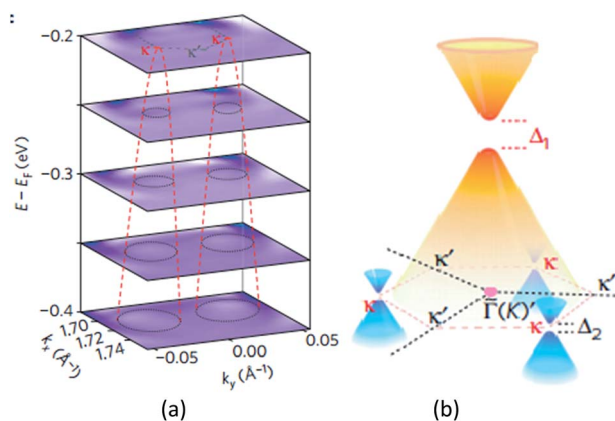 −0.2
κ κ′ κ
E − E_F (eV)
−0.3
−0.4
1.70
1.72
1.74
k_x (Å⁻¹)
−0.05
0.00
0.05
k_y (Å⁻¹)
(a)
Δ₁
κ′
κ
κ′
κ
Γ̄(K)′
κ′
κ
Δ₂
(b)